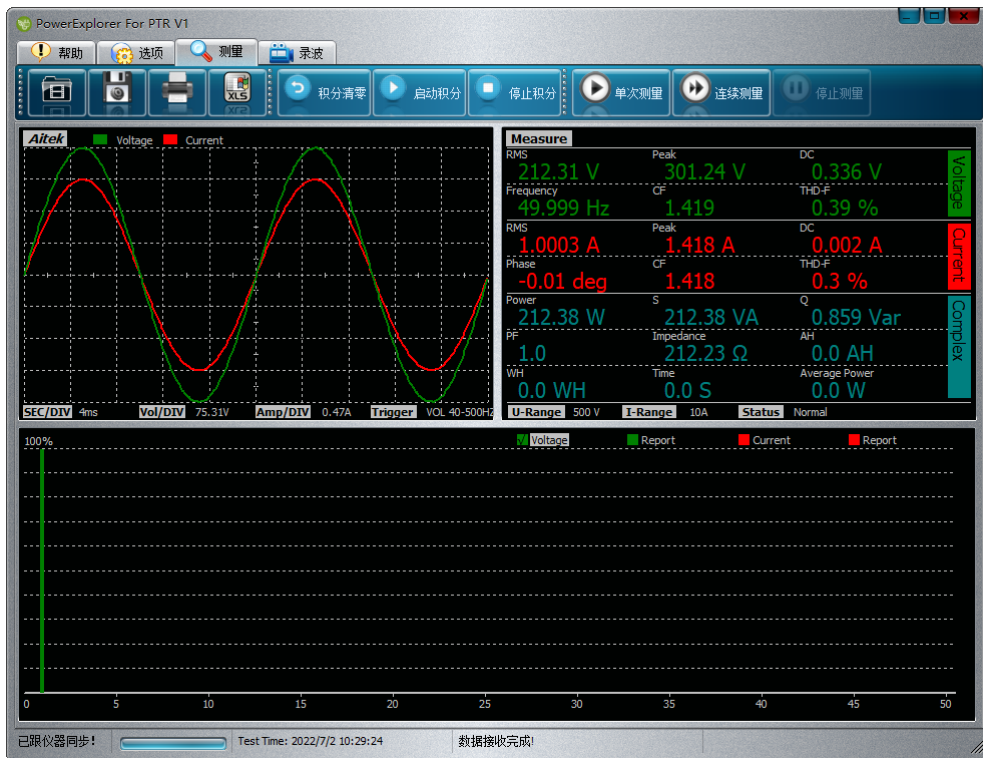 PowerExplorer For PTR V1
帮助 选项 测量 录波
XLS 积分清零 启动积分 停止积分 单次测量 连续测量 停止测量
Aitek Voltage Current
Measure
RMS Peak DC
212.31 V 301.24 V 0.336 V
Frequency CF THD-F
49.999 Hz 1.419 0.39 %
Voltage
RMS Peak DC
1.0003 A 1.418 A 0.002 A
Phase CF THD-F
-0.01 deg 1.418 0.3 %
Current
Power S Q
212.38 W 212.38 VA 0.859 Var
PF Impedance AH
1.0 212.23 Ω 0.0 AH
WH Time Average Power
0.0 WH 0.0 S 0.0 W
Complex
SEC/DIV 4ms Vol/DIV 75.31V Amp/DIV 0.47A Trigger VOL 40-500Hz
U-Range 500 V I-Range 10A Status Normal
100% Voltage Report Current Report
0 5 10 15 20 25 30 35 40 45 50
已跟仪器同步! Test Time: 2022/7/2 10:29:24 数据接收完成!